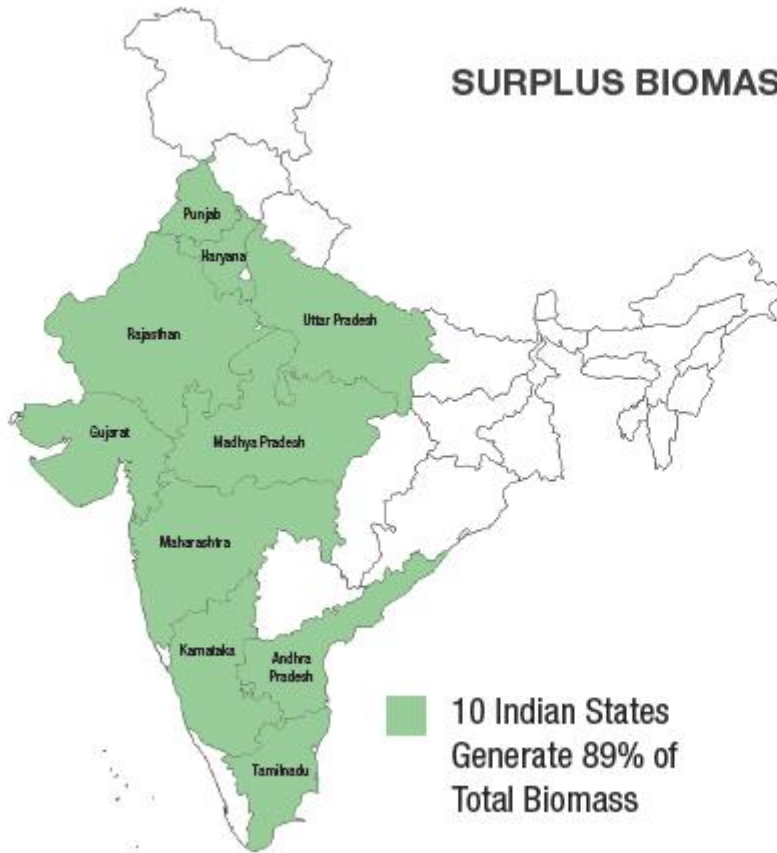 SURPLUS BIOMAS
Punjab
Haryana
Uttar Pradesh
Rajasthan
Gujarat
Madhya Pradesh
Maharashtra
Karnataka
Andhra
Pradesh
Tamilnadu
10 Indian States
Generate 89% of
Total Biomass